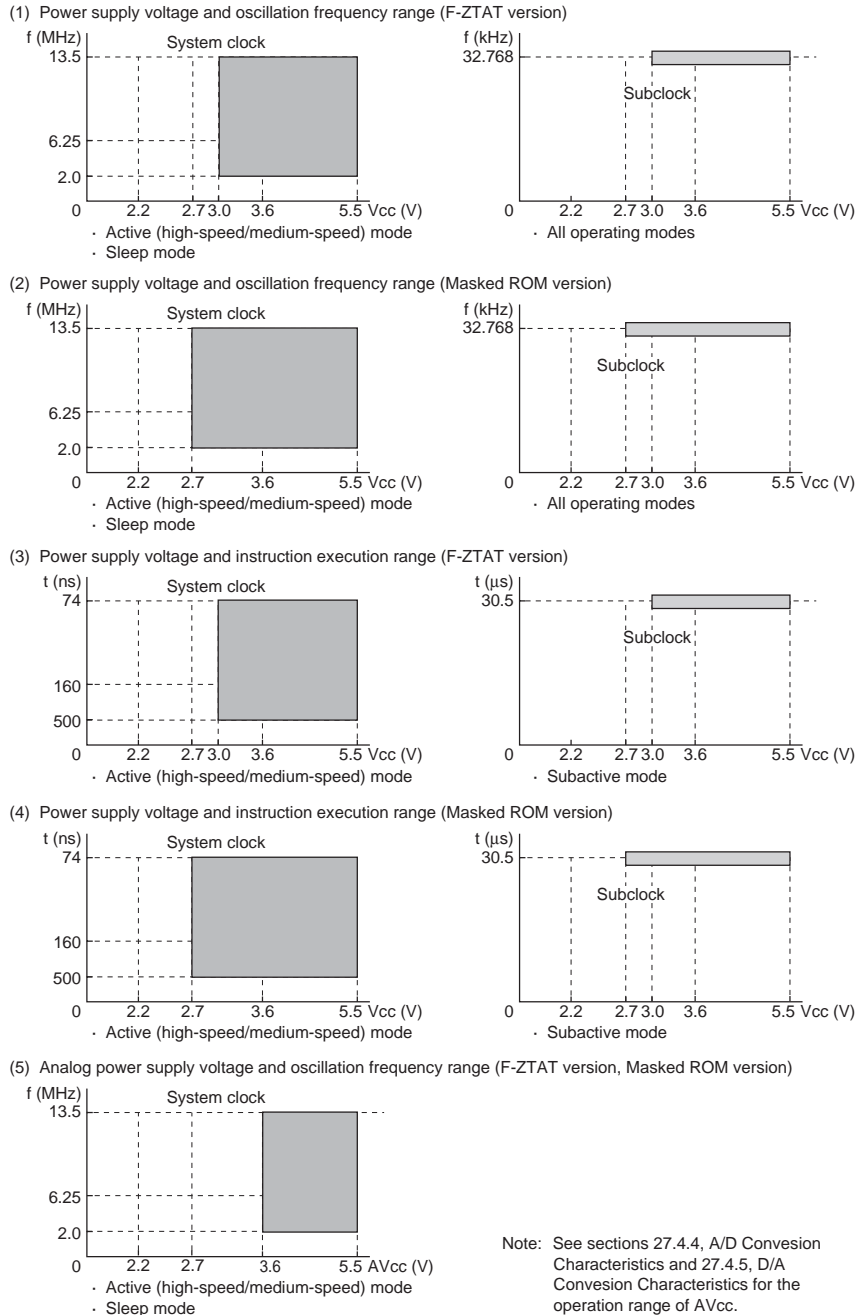 (1) Power supply voltage and oscillation frequency range (F-ZTAT version)
f (MHz)
System clock
13.5
6.25
2.0
0
2.2
2.7
3.0
3.6
5.5
Vcc (V)
· Active (high-speed/medium-speed) mode
· Sleep mode
f (kHz)
32.768
Subclock
0
2.2
2.7
3.0
3.6
5.5
Vcc (V)
· All operating modes
(2) Power supply voltage and oscillation frequency range (Masked ROM version)
f (MHz)
System clock
13.5
6.25
2.0
0
2.2
2.7
3.6
5.5
Vcc (V)
· Active (high-speed/medium-speed) mode
· Sleep mode
f (kHz)
32.768
Subclock
0
2.2
2.7
3.0
3.6
5.5
Vcc (V)
· All operating modes
(3) Power supply voltage and instruction execution range (F-ZTAT version)
t (ns)
System clock
74
160
500
0
2.2
2.7
3.0
3.6
5.5
Vcc (V)
· Active (high-speed/medium-speed) mode
t (μs)
30.5
Subclock
0
2.2
2.7
3.0
3.6
5.5
Vcc (V)
· Subactive mode
(4) Power supply voltage and instruction execution range (Masked ROM version)
t (ns)
System clock
74
160
500
0
2.2
2.7
3.6
5.5
Vcc (V)
· Active (high-speed/medium-speed) mode
t (μs)
30.5
Subclock
0
2.2
2.7
3.0
3.6
5.5
Vcc (V)
· Subactive mode
(5) Analog power supply voltage and oscillation frequency range (F-ZTAT version, Masked ROM version)
f (MHz)
System clock
13.5
6.25
2.0
0
2.2
2.7
3.6
5.5
AVcc (V)
· Active (high-speed/medium-speed) mode
· Sleep mode
Note: See sections 27.4.4, A/D Convesion
Characteristics and 27.4.5, D/A
Convesion Characteristics for the
operation range of AVcc.